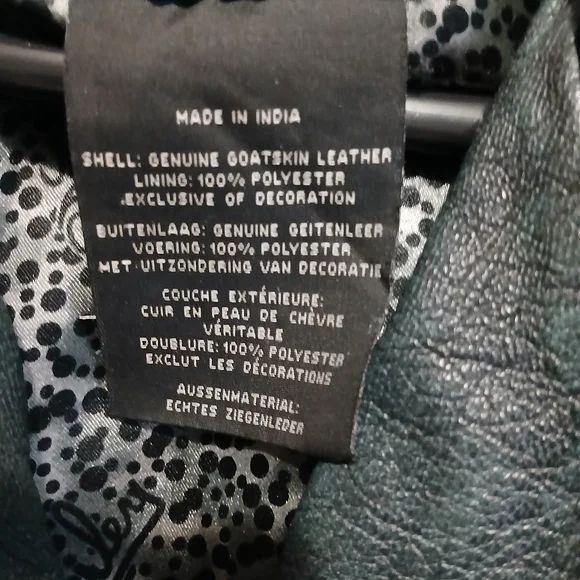 MADE IN INDIA
SHELL: GENUINE GOATSKIN LEATHER
LINING: 100% POLYESTER
EXCLUSIVE OF DECORATION
BUITENLAAG: GENUINE GEITENLEER
VOERING: 100% POLYESTER
MET UITZONDERING VAN DECORATIE
COUCHE EXTÉRIEURE:
CUIR EN PEAU DE CHÈVRE
VÉRITABLE
DOUBLURE: 100% POLYESTER
EXCLUT LES DÉCORATIONS
AUSSENMATERIAL:
ECHTES ZIEGENLEDER